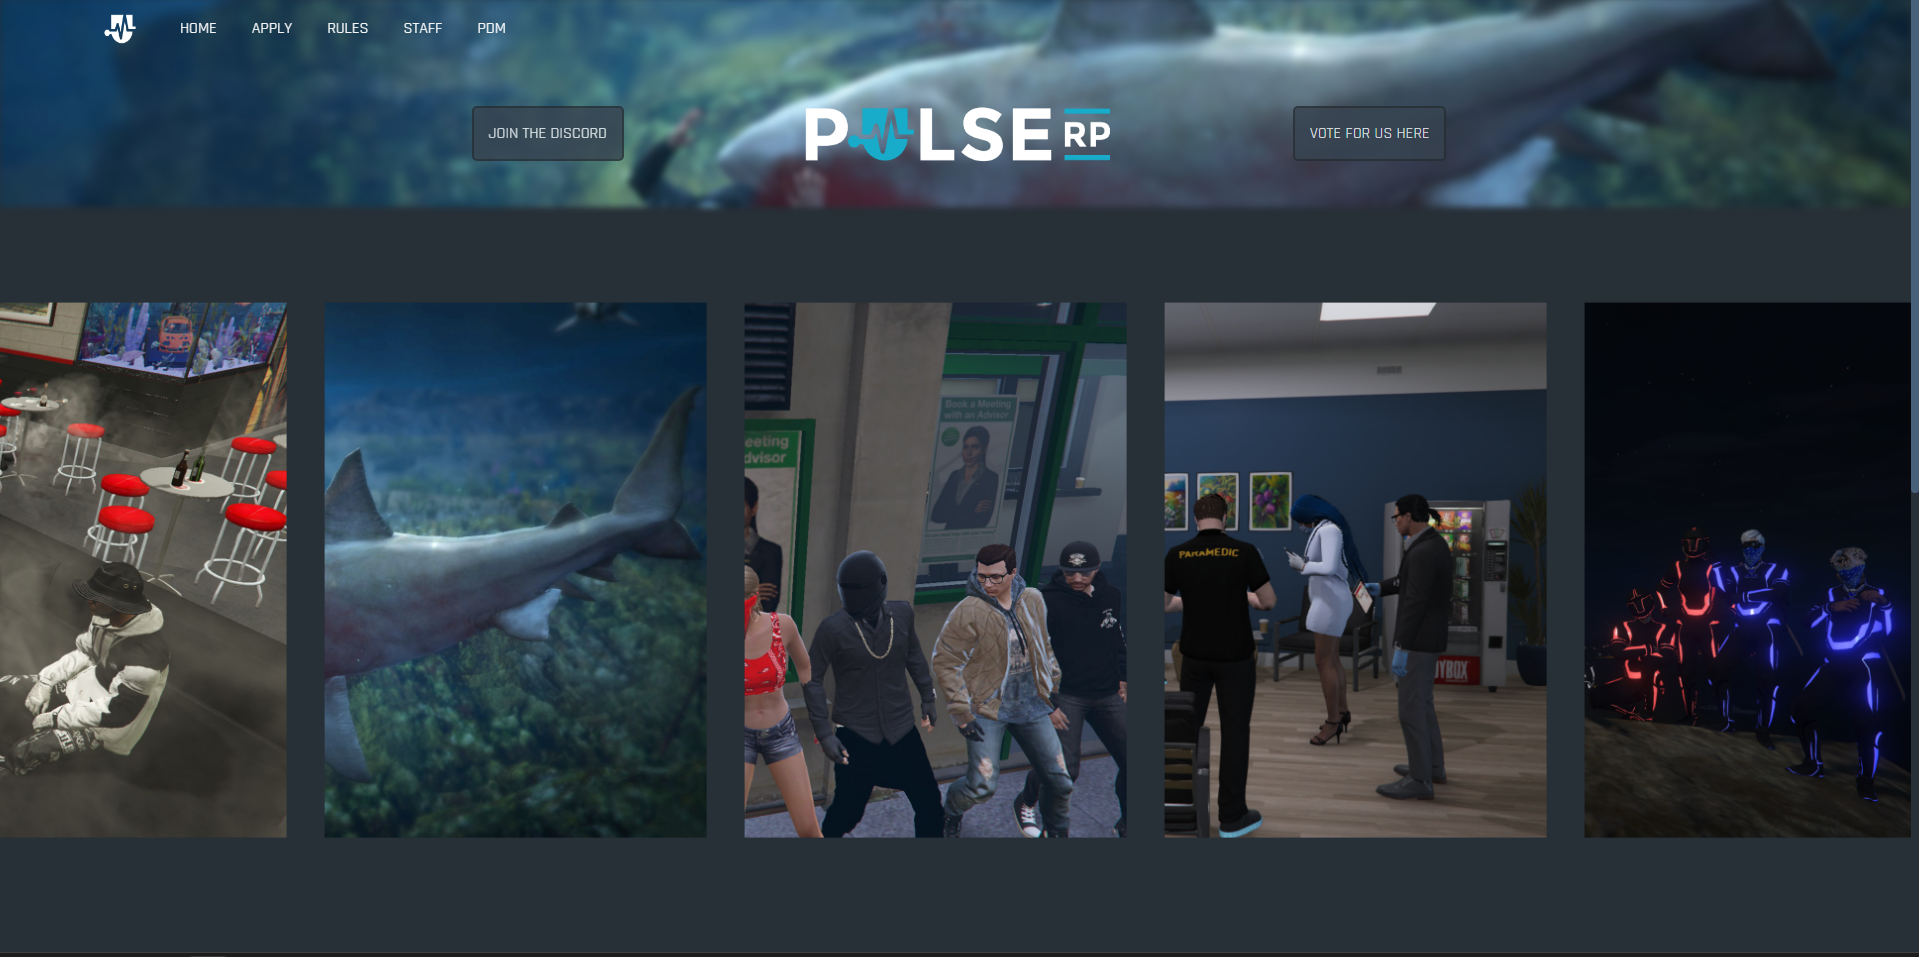 HOME APPLY RULES STAFF PDM
JOIN THE DISCORD
PULSE RP
VOTE FOR US HERE
Book a Meeting
with an Advisor
eeting
dvisor
PARAMEDIC
OYBOX